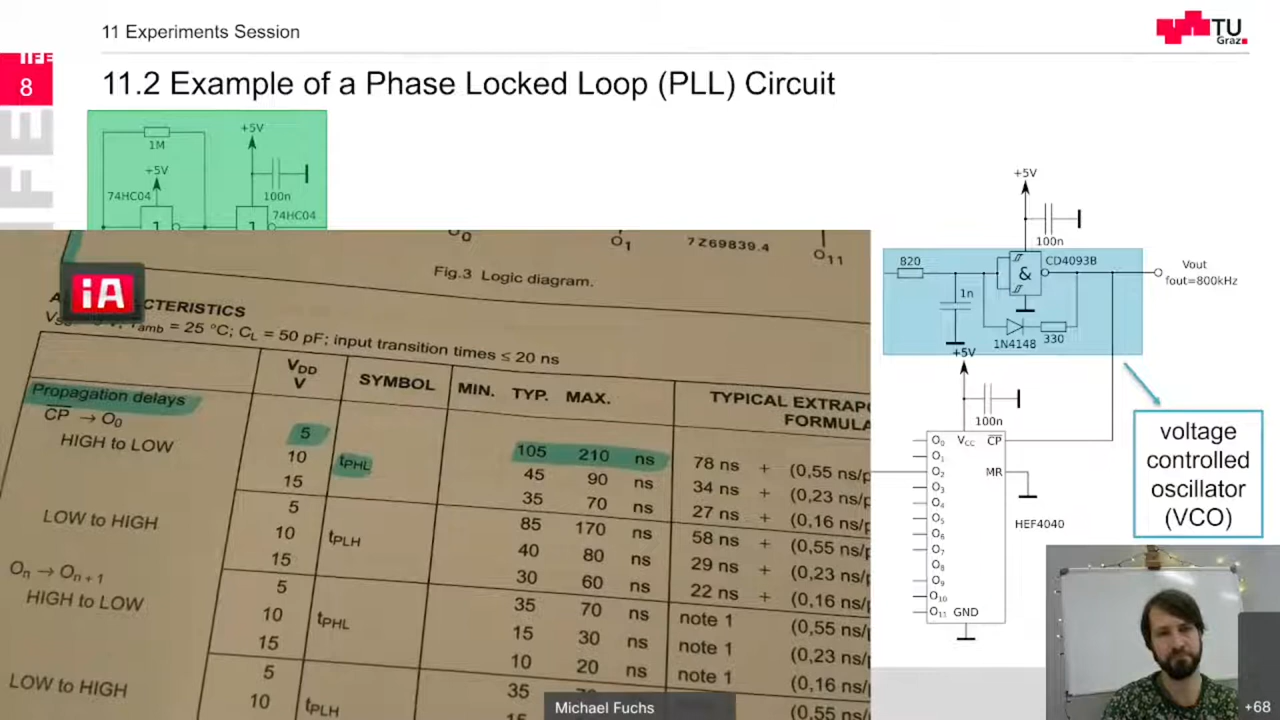 11 Experiments Session
TU
Graz
IFE
8
11.2 Example of a Phase Locked Loop (PLL) Circuit
+5V
1M
+5V
100n
74HC04
74HC04
1
1
+5V
100n
820
CD4093B
&
Vout
fout=800kHz
1n
1N4148
330
+5V
100n
voltage
controlled
oscillator
(VCO)
O0
VCC
CP
O1
O2
MR
O3
O4
O5
HEF4040
O6
O7
O8
O9
O10
O11
GND
O0
O1
7Z69839.4
O11
Fig.3 Logic diagram.
iA
CTERISTICS
amb = 25 °C; CL = 50 pF; input transition times ≤ 20 ns
VDD
V
SYMBOL
MIN.
TYP.
MAX.
TYPICAL EXTRAPO
FORMULA
Propagation delays
CP → O0
HIGH to LOW
5
10
15
tPHL
105 210 ns
45 90 ns
35 70 ns
78 ns + (0,55 ns/p
34 ns + (0,23 ns/p
27 ns + (0,16 ns/p
LOW to HIGH
5
10
15
tPLH
85 170 ns
40 80 ns
30 60 ns
58 ns + (0,55 ns/p
29 ns + (0,23 ns/p
22 ns + (0,16 ns/p
On → On + 1
HIGH to LOW
5
10
15
tPHL
35 70 ns
15 30 ns
10 20 ns
note 1 (0,55 ns/p
note 1 (0,23 ns/p
note 1 (0,16 ns/p
LOW to HIGH
5
10
tPLH
35
(0,55 ns/p
Michael Fuchs
+68